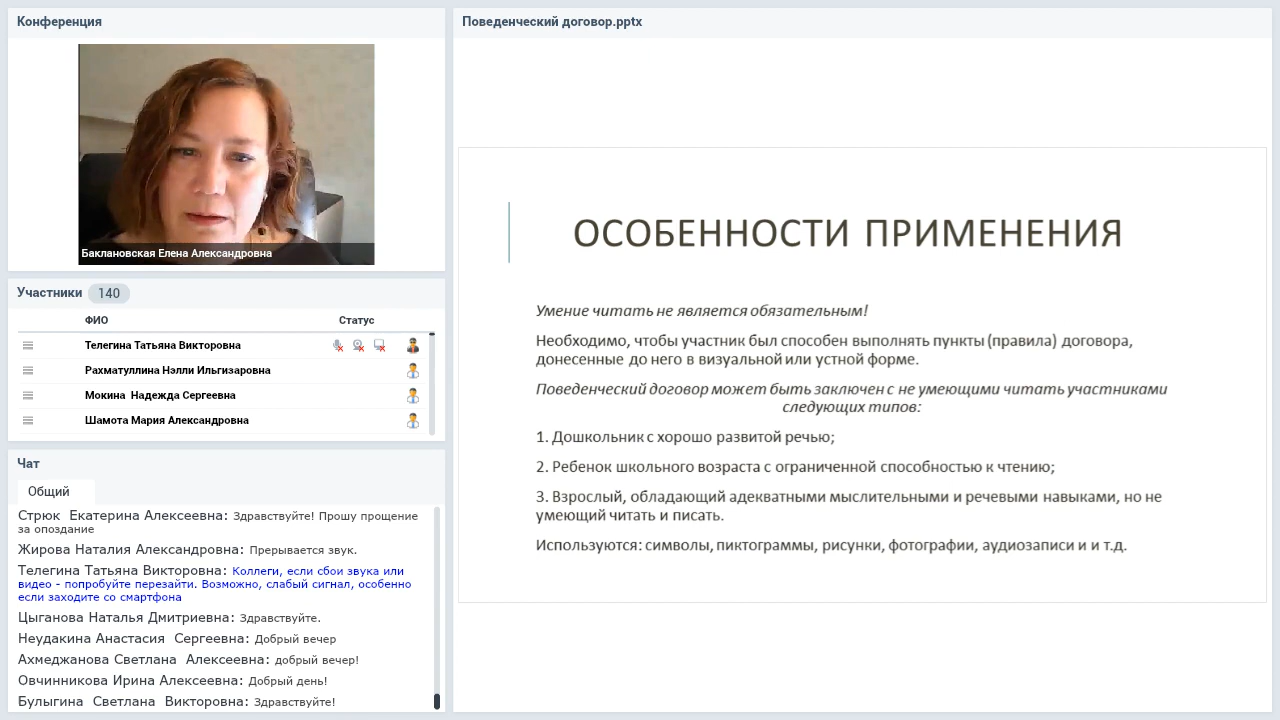 Конференция
Баклановская Елена Александровна
Участники 140
ФИО Статус
Телегина Татьяна Викторовна
Рахматуллина Нэлли Ильгизаровна
Мокина Надежда Сергеевна
Шамота Мария Александровна
Чат
Общий
Стрюк Екатерина Алексеевна: Здравствуйте! Прошу прощение
за опоздание
Жирова Наталия Александровна: Прерывается звук.
Телегина Татьяна Викторовна: Коллеги, если сбои звука или
видео - попробуйте перезайти. Возможно, слабый сигнал, особенно
если заходите со смартфона
Цыганова Наталья Дмитриевна: Здравствуйте.
Неудакина Анастасия Сергеевна: Добрый вечер
Ахмеджанова Светлана Алексеевна: добрый вечер!
Овчинникова Ирина Алексеевна: Добрый день!
Булыгина Светлана Викторовна: Здравствуйте!
Поведенческий договор.pptx
ОСОБЕННОСТИ ПРИМЕНЕНИЯ
Умение читать не является обязательным!
Необходимо, чтобы участник был способен выполнять пункты (правила) договора,
донесенные до него в визуальной или устной форме.
Поведенческий договор может быть заключен с не умеющими читать участниками
следующих типов:
1. Дошкольник с хорошо развитой речью;
2. Ребенок школьного возраста с ограниченной способностью к чтению;
3. Взрослый, обладающий адекватными мыслительными и речевыми навыками, но не
умеющий читать и писать.
Используются: символы, пиктограммы, рисунки, фотографии, аудиозаписи и и т.д.